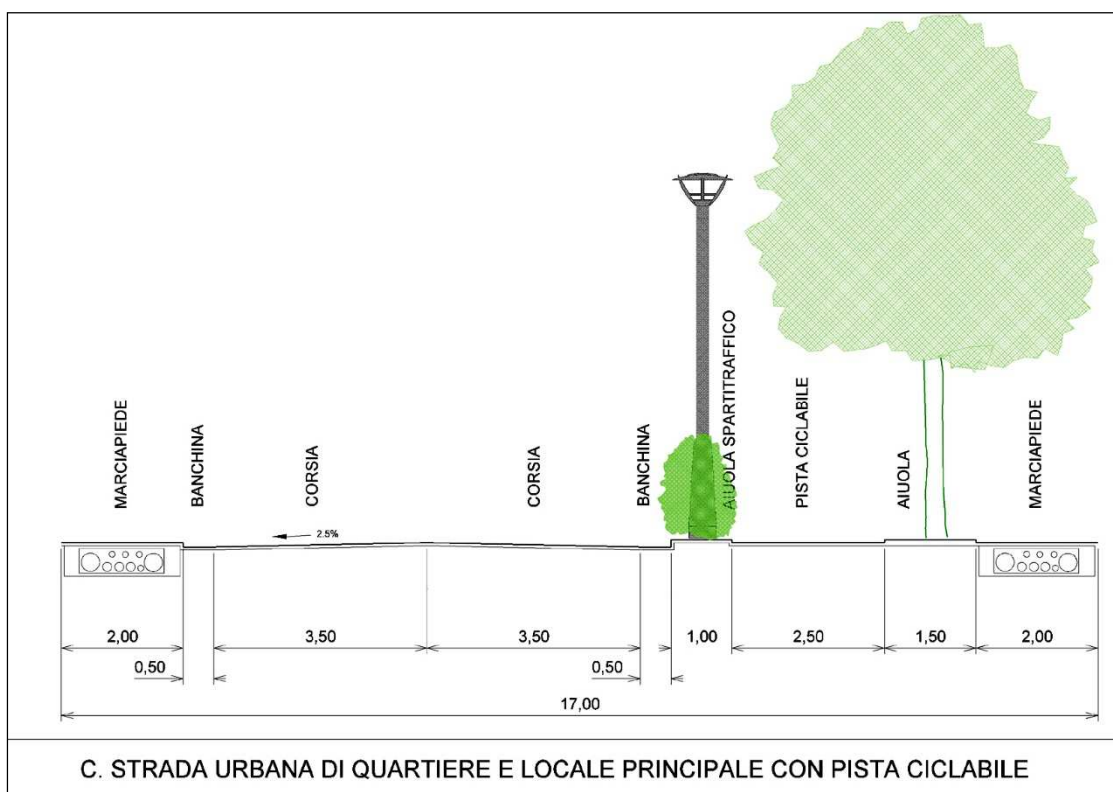 MARCIAPIEDE
BANCHINA
CORSIA
CORSIA
BANCHINA
AIUOLA SPARTITRAFFICO
PISTA CICLABILE
AIUOLA
MARCIAPIEDE
2.5%
2,00
3,50
3,50
1,00
2,50
1,50
2,00
0,50
0,50
17,00
C. STRADA URBANA DI QUARTIERE E LOCALE PRINCIPALE CON PISTA CICLABILE